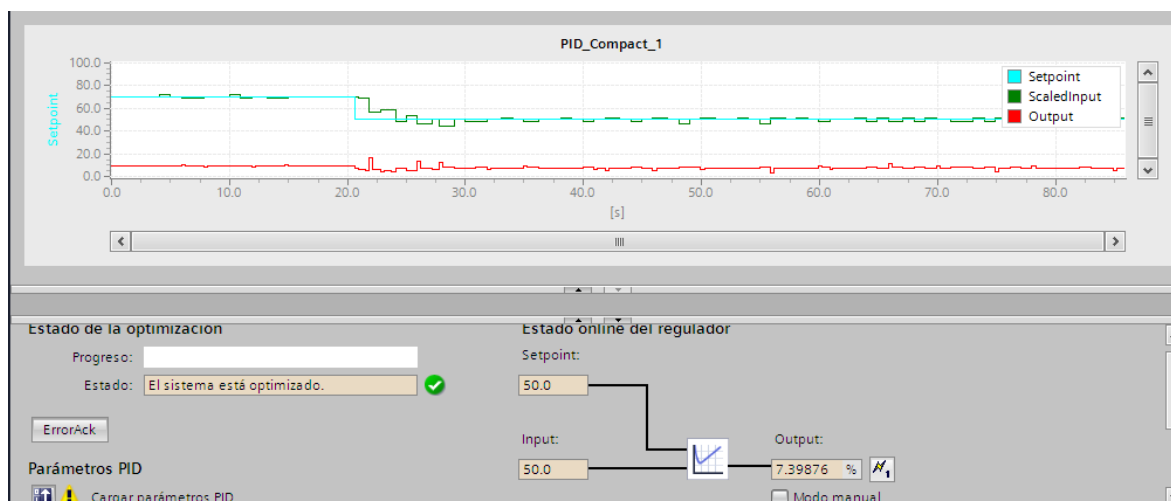 PID_Compact_1
100.0
80.0
60.0
40.0
20.0
0.0
Setpoint
Setpoint
ScaledInput
Output
0.0 10.0 20.0 30.0 40.0 50.0 60.0 70.0 80.0
[s]
Estado de la optimización
Estado online del regulador
Progreso:
Setpoint:
Estado: El sistema está optimizado.
50.0
ErrorAck
Input:
Output:
Parámetros PID
50.0
7.39876 %
Cargar parámetros PID
Modo manual